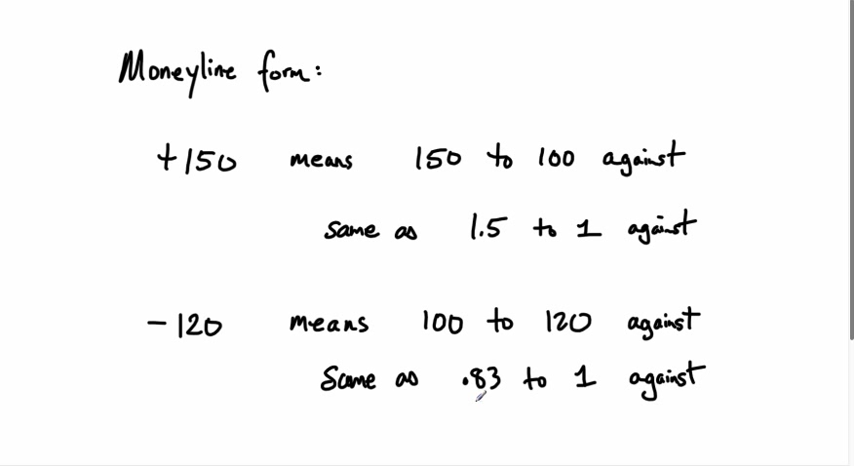 Moneyline form:
+150 means 150 to 100 against
same as 1.5 to 1 against
-120 means 100 to 120 against
Same as .83 to 1 against